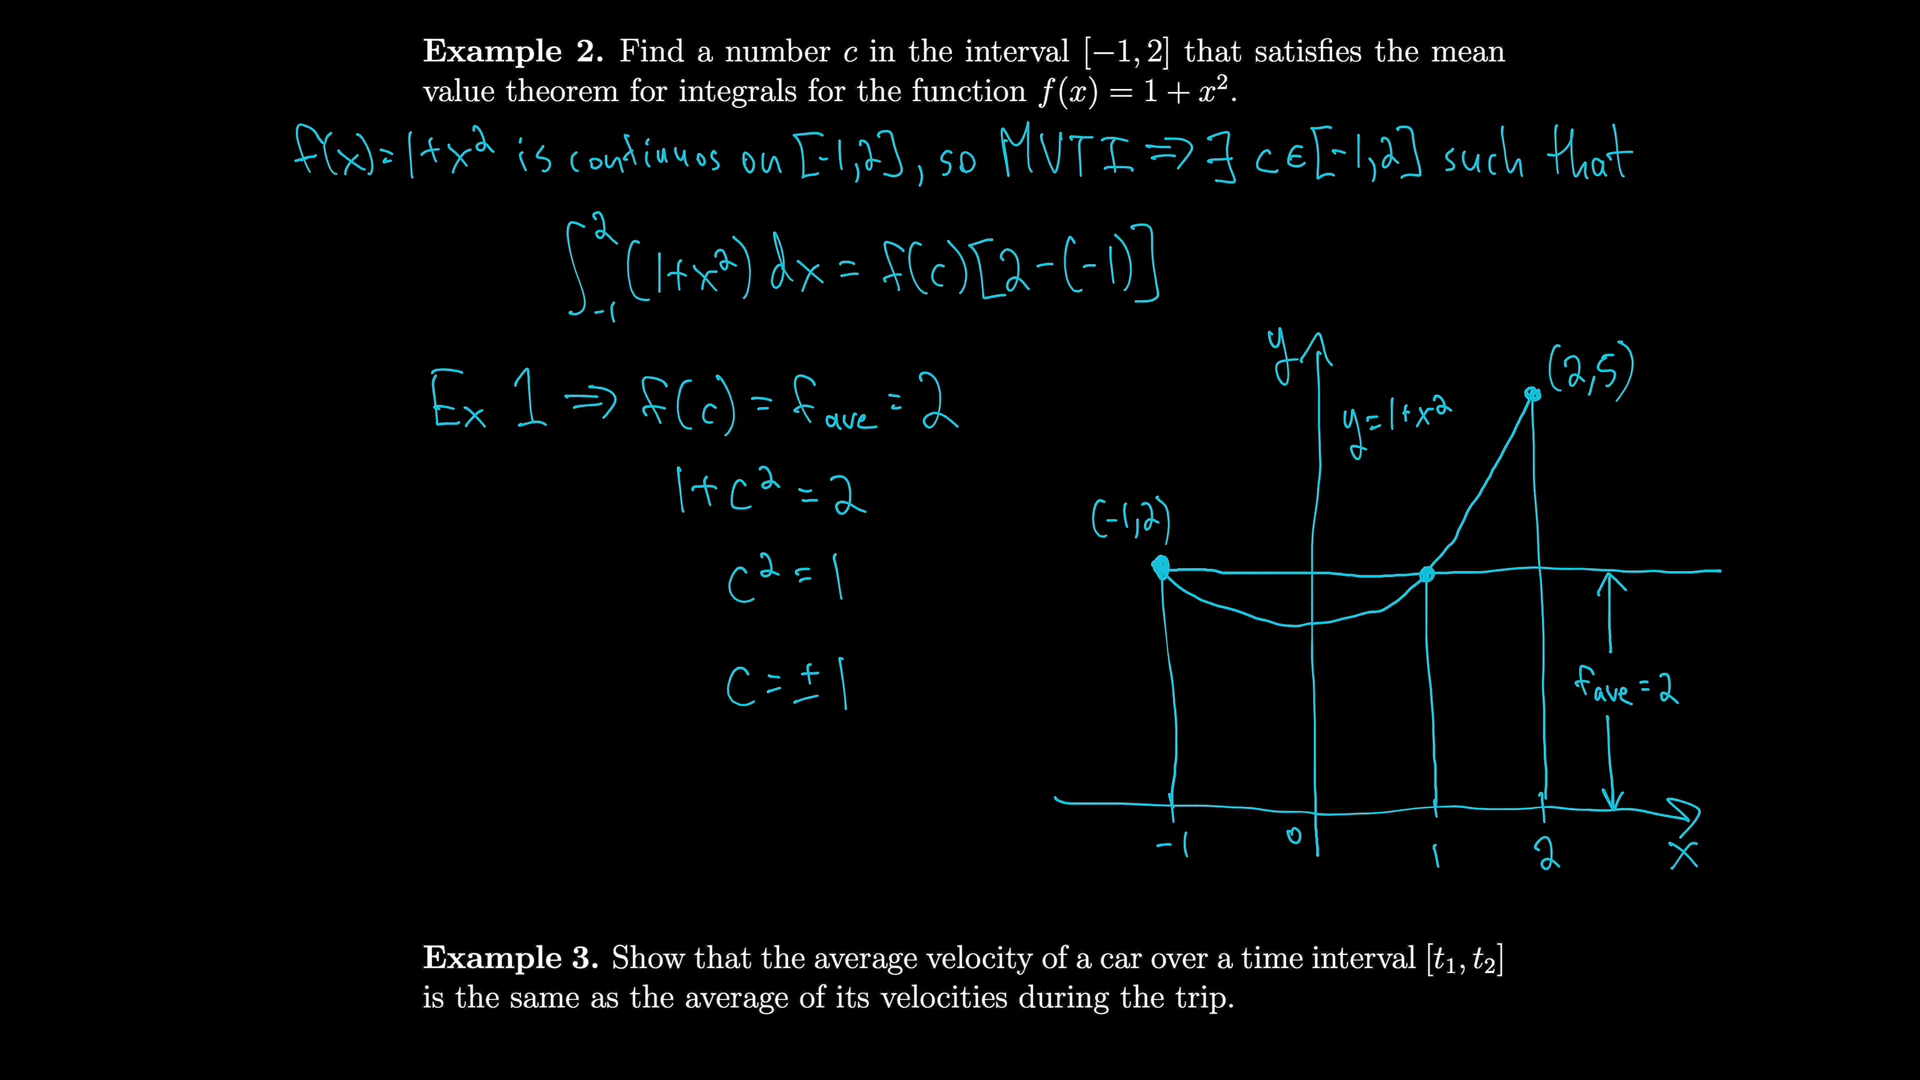 Example 2. Find a number c in the interval [−1, 2] that satisfies the mean
value theorem for integrals for the function f(x) = 1 + x².
f(x)=1+x² is continuos on [-1,2], so MVTI ⇒ ∃ c∈[-1,2] such that
∫₋₁² (1+x²) dx = f(c)[2-(-1)]
Ex 1 ⇒ f(c) = f_ave = 2
1+c² = 2
c² = 1
c = ±1
y
(2,5)
y=1+x²
(-1,2)
f_ave = 2
-1 0 1 2 x
Example 3. Show that the average velocity of a car over a time interval [t₁, t₂]
is the same as the average of its velocities during the trip.